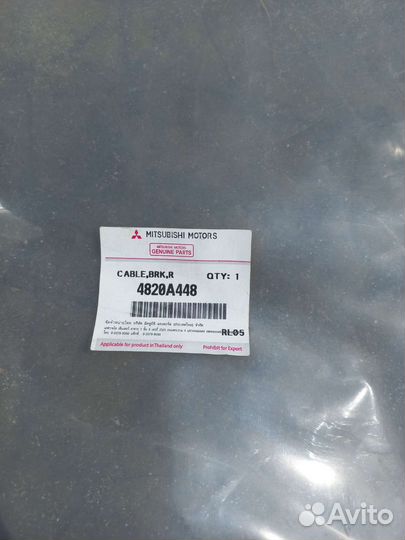 MITSUBISHI MOTORS
MITSUBISHI MOTORS
GENUINE PARTS
CABLE,BRK,R QTY: 1
4820A448
RL05
Applicable for product in Thailand only Prohibit for Export
Avito